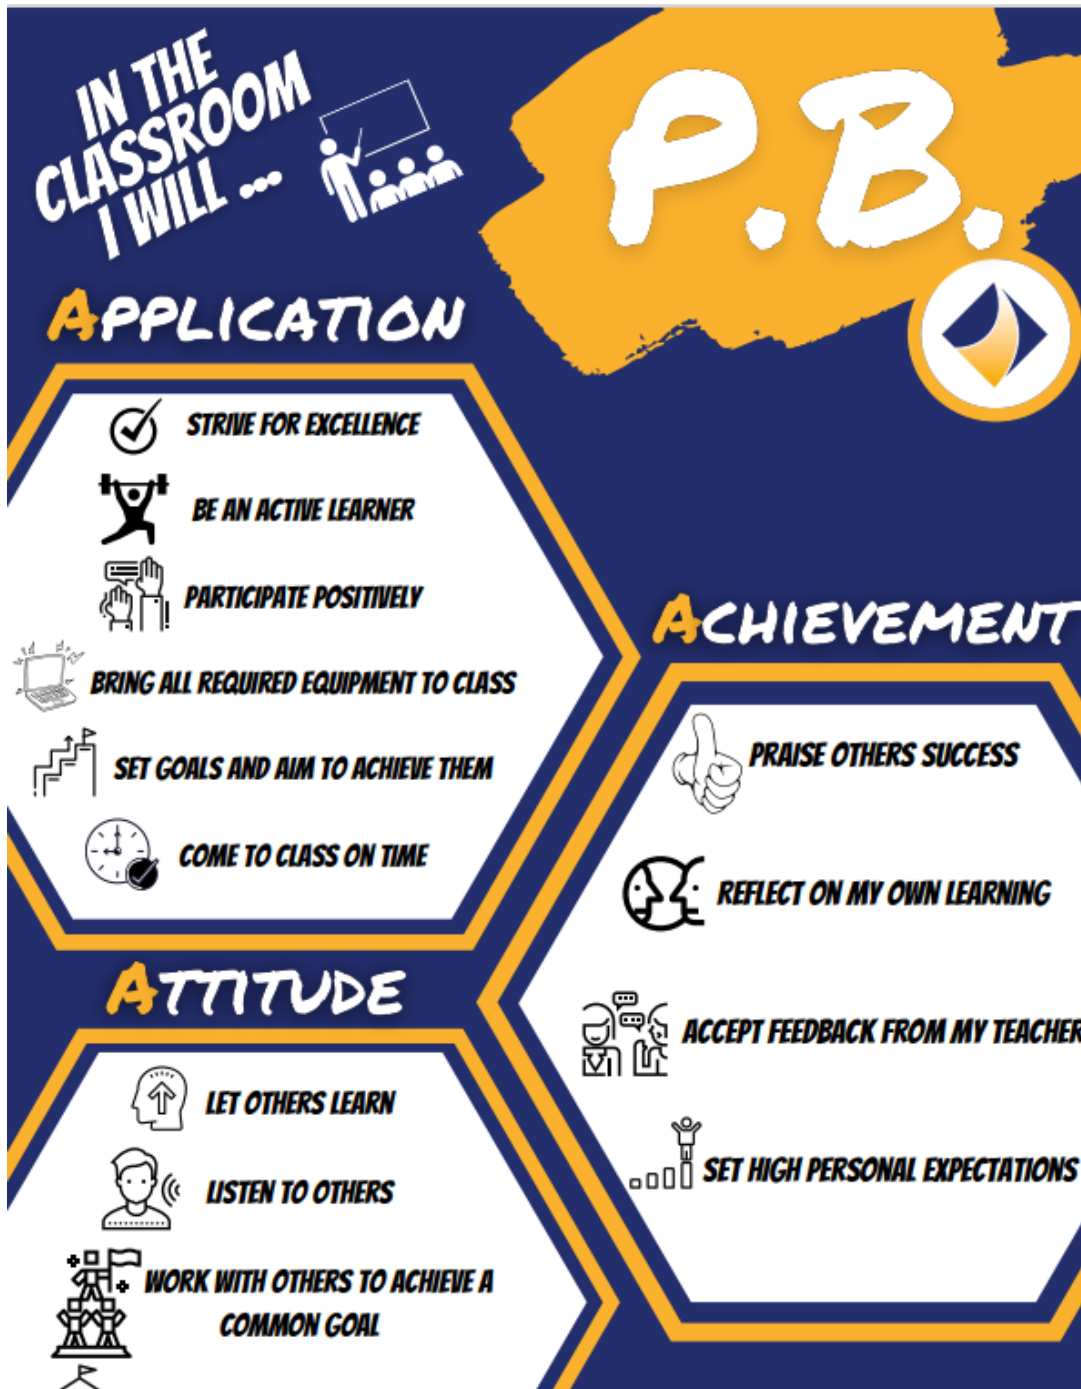 IN THE
CLASSROOM
I WILL ...
P.B.
APPLICATION
STRIVE FOR EXCELLENCE
BE AN ACTIVE LEARNER
PARTICIPATE POSITIVELY
BRING ALL REQUIRED EQUIPMENT TO CLASS
SET GOALS AND AIM TO ACHIEVE THEM
COME TO CLASS ON TIME
ACHIEVEMENT
PRAISE OTHERS SUCCESS
REFLECT ON MY OWN LEARNING
ACCEPT FEEDBACK FROM MY TEACHER
SET HIGH PERSONAL EXPECTATIONS
ATTITUDE
LET OTHERS LEARN
LISTEN TO OTHERS
WORK WITH OTHERS TO ACHIEVE A
COMMON GOAL